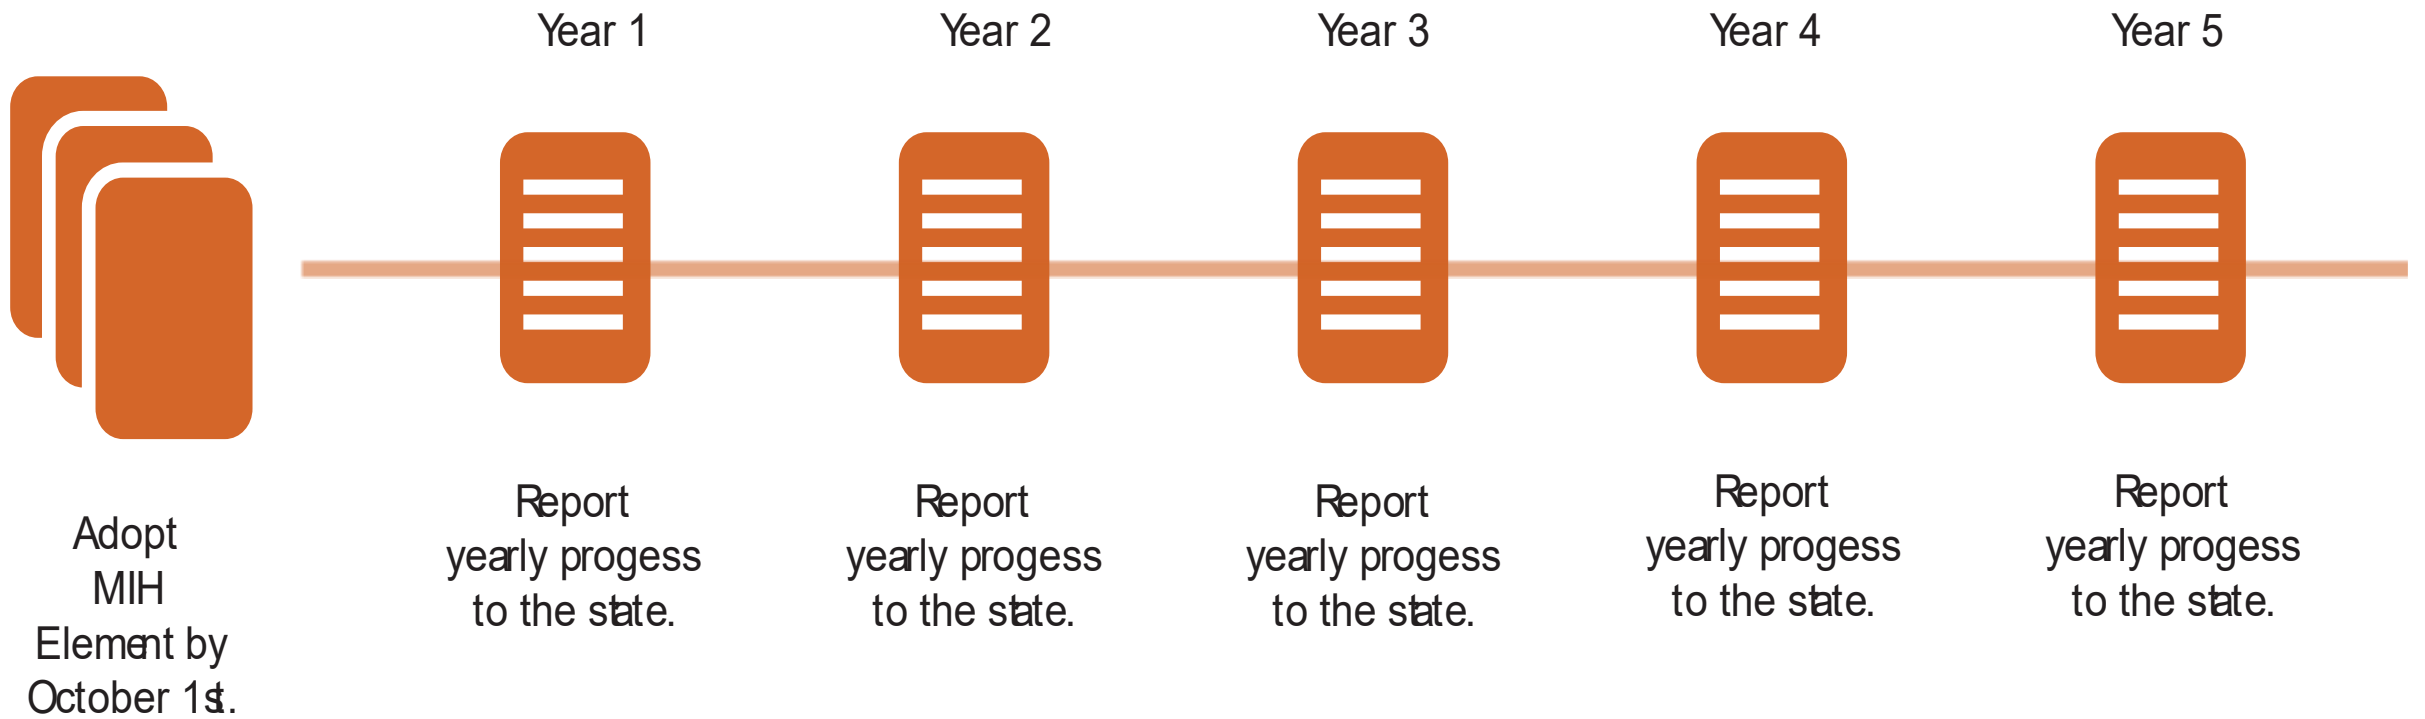 Year 1
Year 2
Year 3
Year 4
Year 5
Adopt
MIH
Element by
October 1st.
Report
yearly progess
to the state.
Report
yearly progess
to the state.
Report
yearly progess
to the state.
Report
yearly progess
to the state.
Report
yearly progess
to the state.